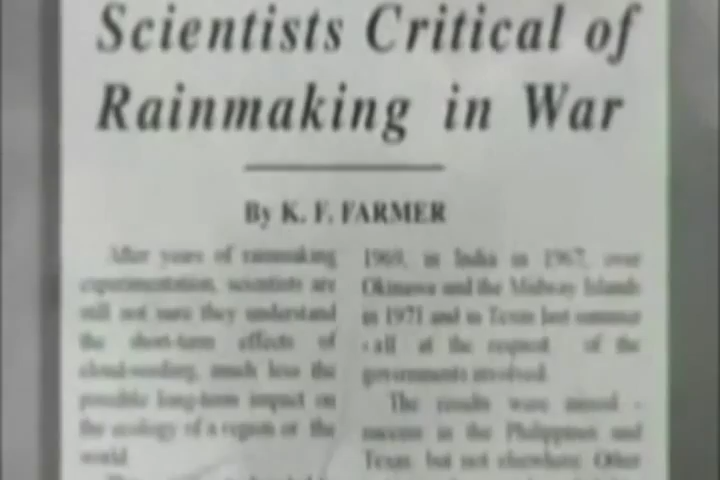 Scientists Critical of
Rainmaking in War
By K. F. FARMER
After years of rainmaking
experimentation, scientists are
still not sure they understand
the short-term effects of
cloud-seeding, much less the
possible long-term impact on
the ecology of a region or the
world.
1969, in India in 1967, over
Okinawa and the Midway Islands
in 1971 and in Texas last summer
- all at the request of the
governments involved.
The results were mixed -
success in the Philippines and
Texas but not elsewhere. Other